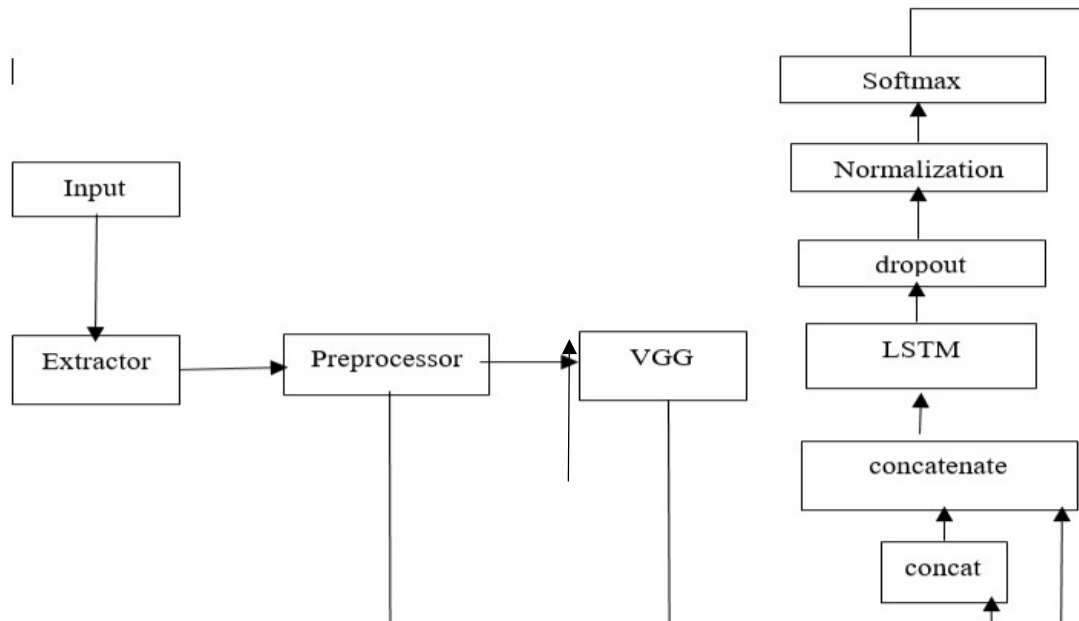 Input
Extractor
Preprocessor
VGG
Softmax
Normalization
dropout
LSTM
concatenate
concat